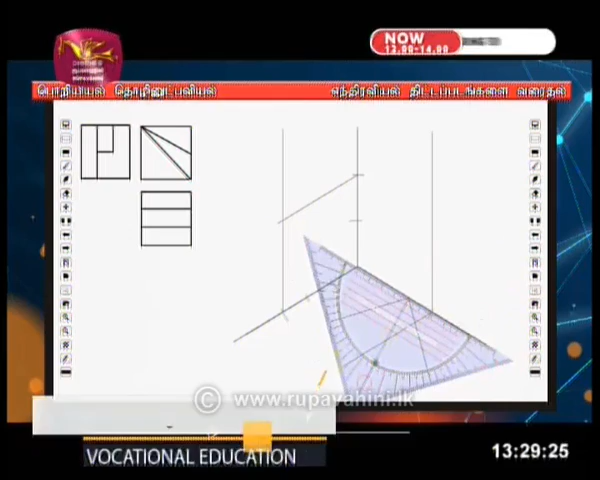 NOW
12.00-14.00
பொறியியல் தொழினுட்பவியல்
எந்திரவியல் திட்டப்படங்களை வரைதல்
© www.rupavahini.lk
VOCATIONAL EDUCATION
13:29:25